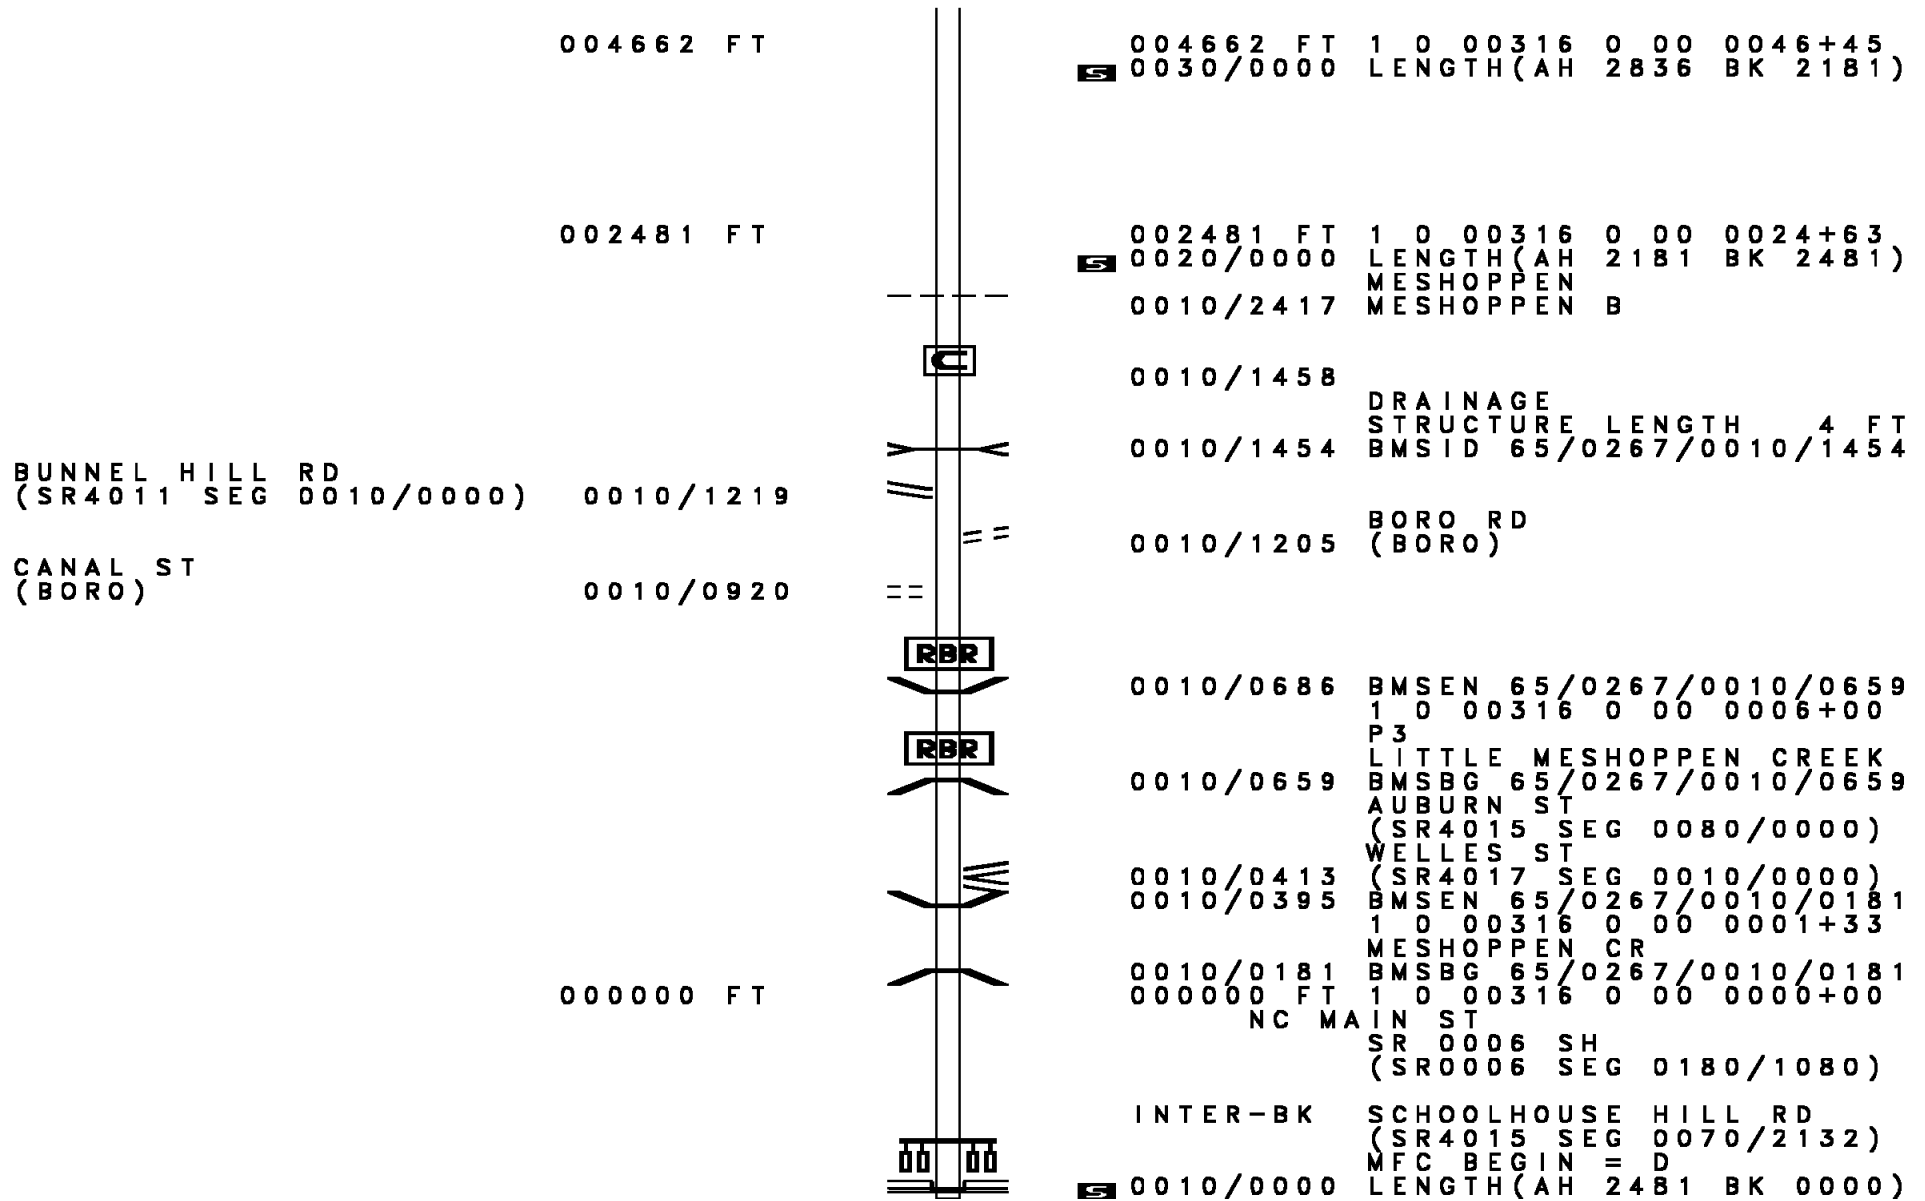 004662 FT 004662 FT 1 0 00316 0 00 0046+45
S 0030/0000 LENGTH(AH 2836 BK 2181)
002481 FT 002481 FT 1 0 00316 0 00 0024+63
S 0020/0000 LENGTH(AH 2181 BK 2481)
MESHOPPEN
0010/2417 MESHOPPEN B
C
0010/1458
DRAINAGE
STRUCTURE LENGTH 4 FT
0010/1454 BMSID 65/0267/0010/1454
BUNNEL HILL RD
(SR4011 SEG 0010/0000) 0010/1219
BORO RD
0010/1205 (BORO)
CANAL ST
(BORO) 0010/0920
RBR
0010/0686 BMSEN 65/0267/0010/0659
1 0 00316 0 00 0006+00
P3
RBR
LITTLE MESHOPPEN CREEK
0010/0659 BMSBG 65/0267/0010/0659
AUBURN ST
(SR4015 SEG 0080/0000)
WELLES ST
0010/0413 (SR4017 SEG 0010/0000)
0010/0395 BMSEN 65/0267/0010/0181
1 0 00316 0 00 0001+33
MESHOPPEN CR
0010/0181 BMSBG 65/0267/0010/0181
000000 FT 000000 FT 1 0 00316 0 00 0000+00
NC MAIN ST
SR 0006 SH
(SR0006 SEG 0180/1080)
INTER-BK SCHOOLHOUSE HILL RD
(SR4015 SEG 0070/2132)
MFC BEGIN = D
S 0010/0000 LENGTH(AH 2481 BK 0000)